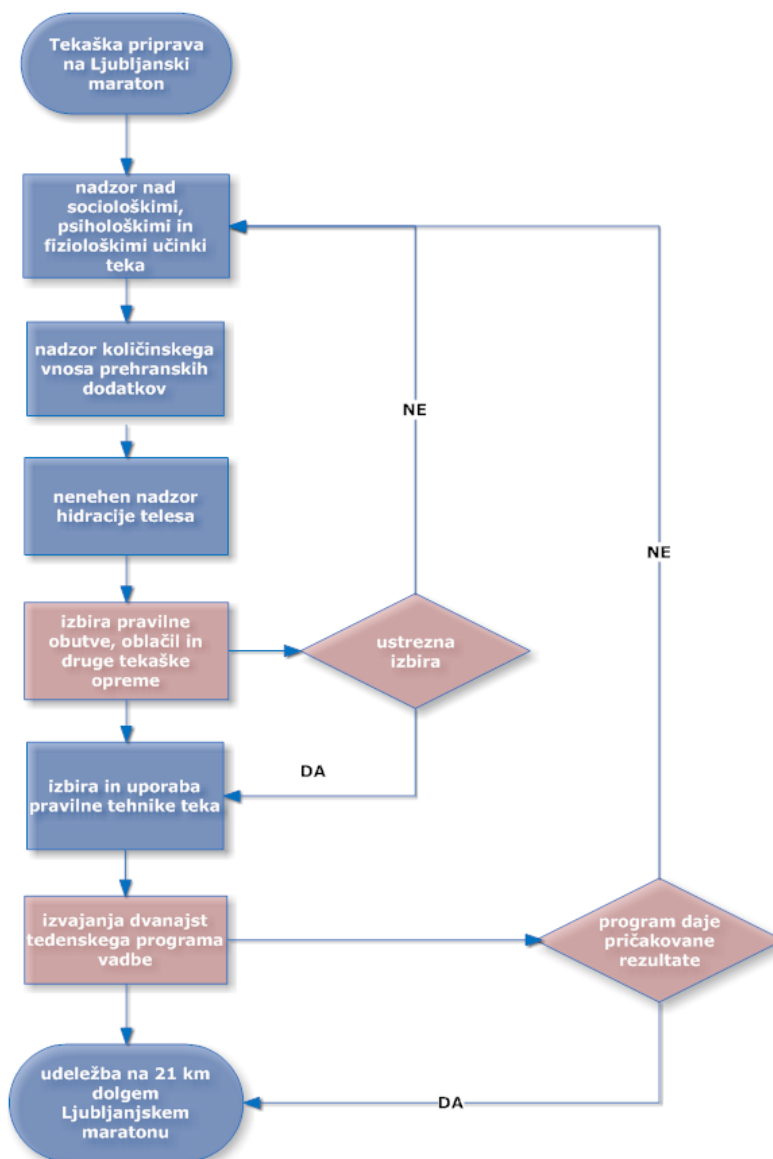 Tekaška priprava
na Ljubljanski
maraton
nadzor nad
sociološkimi,
psihološkimi in
fiziološkimi učinki
teka
nadzor količinskega
vnosa prehranskih
dodatkov
NE
nenehen nadzor
hidracije telesa
NE
izbira pravilne
obutve, oblačil in
druge tekaške
opreme
ustrezna
izbira
DA
izbira in uporaba
pravilne tehnike teka
izvajanja dvanajst
tedenskega programa
vadbe
program daje
pričakovane
rezultate
udeležba na 21 km
dolgem
Ljubljanjskem
maratonu
DA